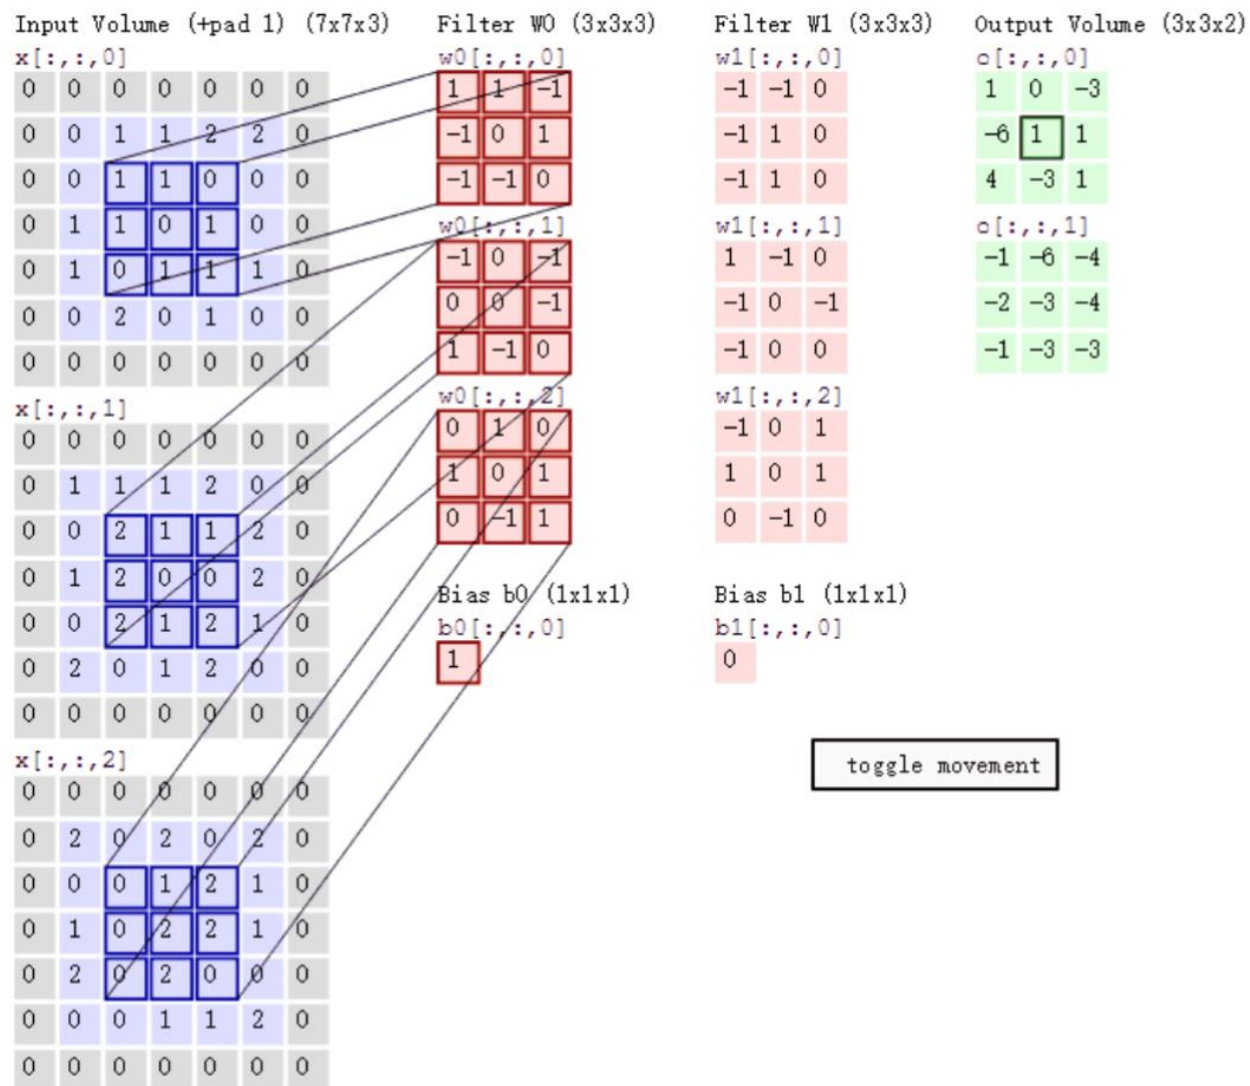 Input Volume (+pad 1) (7x7x3)
x[:,:,0]
0 0 0 0 0 0 0
0 0 1 1 2 2 0
0 0 1 1 0 0 0
0 1 1 0 1 0 0
0 1 0 1 1 1 0
0 0 2 0 1 0 0
0 0 0 0 0 0 0
x[:,:,1]
0 0 0 0 0 0 0
0 1 1 1 2 0 0
0 0 2 1 1 2 0
0 1 2 0 0 2 0
0 0 2 1 2 1 0
0 2 0 1 2 0 0
0 0 0 0 0 0 0
x[:,:,2]
0 0 0 0 0 0 0
0 2 0 2 0 2 0
0 0 0 1 2 1 0
0 1 0 2 2 1 0
0 2 0 2 0 0 0
0 0 0 1 1 2 0
0 0 0 0 0 0 0
Filter W0 (3x3x3)
w0[:,:,0]
1 1 -1
-1 0 1
-1 -1 0
w0[:,:,1]
-1 0 -1
0 0 -1
1 -1 0
w0[:,:,2]
0 1 0
1 0 1
0 -1 1
Bias b0 (1x1x1)
b0[:,:,0]
1
Filter W1 (3x3x3)
w1[:,:,0]
-1 -1 0
-1 1 0
-1 1 0
w1[:,:,1]
1 -1 0
-1 0 -1
-1 0 0
w1[:,:,2]
-1 0 1
1 0 1
0 -1 0
Bias b1 (1x1x1)
b1[:,:,0]
0
Output Volume (3x3x2)
o[:,:,0]
1 0 -3
-6 1 1
4 -3 1
o[:,:,1]
-1 -6 -4
-2 -3 -4
-1 -3 -3
toggle movement